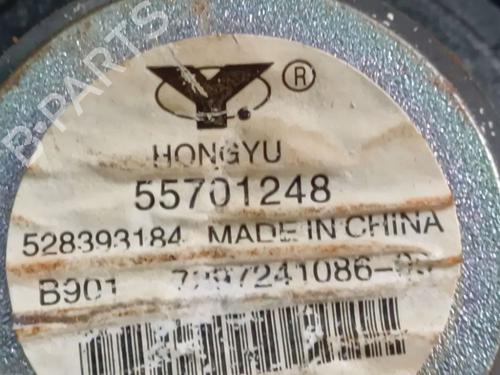 B-PARTS
®
HONGYU
55701248
528393184 MADE IN CHINA
B901